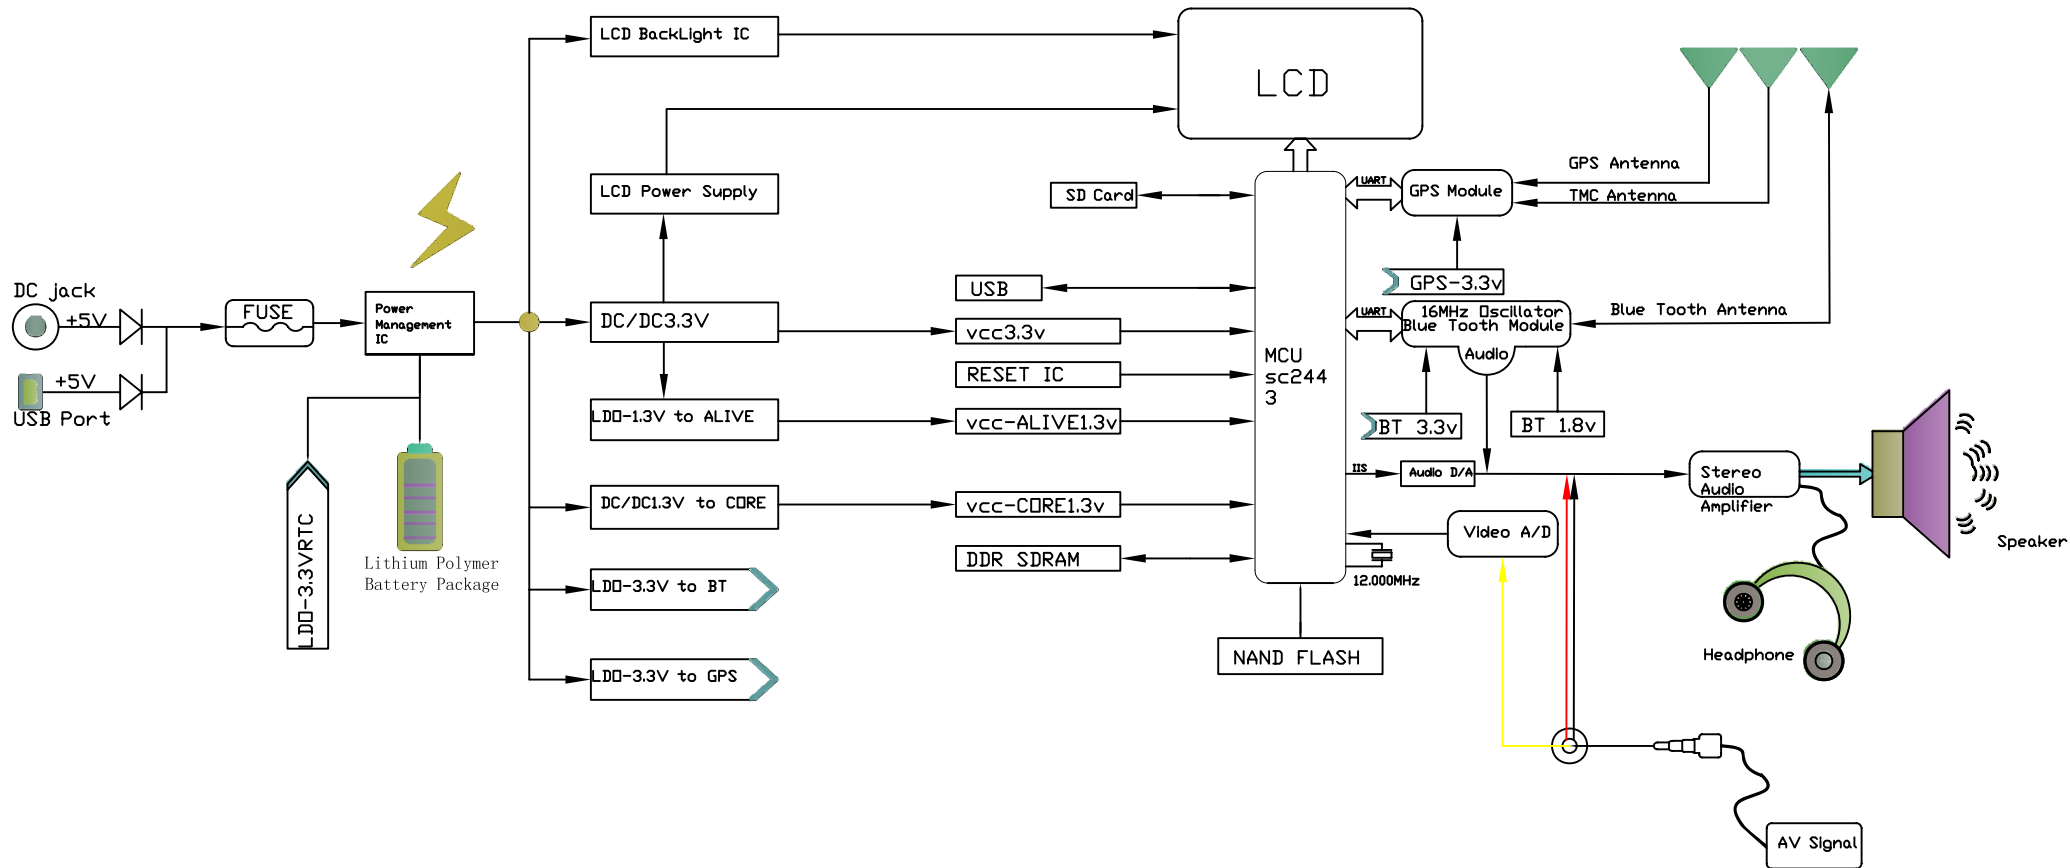 LCD BackLight IC
LCD
LCD Power Supply
SD Card
UART
GPS Module
GPS Antenna
TMC Antenna
DC jack
+5V
FUSE
Power
Management
IC
DC/DC3.3V
USB
vcc3.3v
GPS-3.3v
UART
16MHz Oscillator
Blue Tooth Module
Audio
Blue Tooth Antenna
+5V
USB Port
RESET IC
MCU
sc244
3
LDO-1.3V to ALIVE
vcc-ALIVE1.3v
BT 3.3v
BT 1.8v
IIS
Audio D/A
Stereo
Audio
Amplifier
Speaker
LDO-3.3VRTC
Lithium Polymer
Battery Package
DC/DC1.3V to CORE
vcc-CORE1.3v
Video A/D
DDR SDRAM
12.000MHz
LDO-3.3V to BT
LDO-3.3V to GPS
NAND FLASH
Headphone
AV Signal